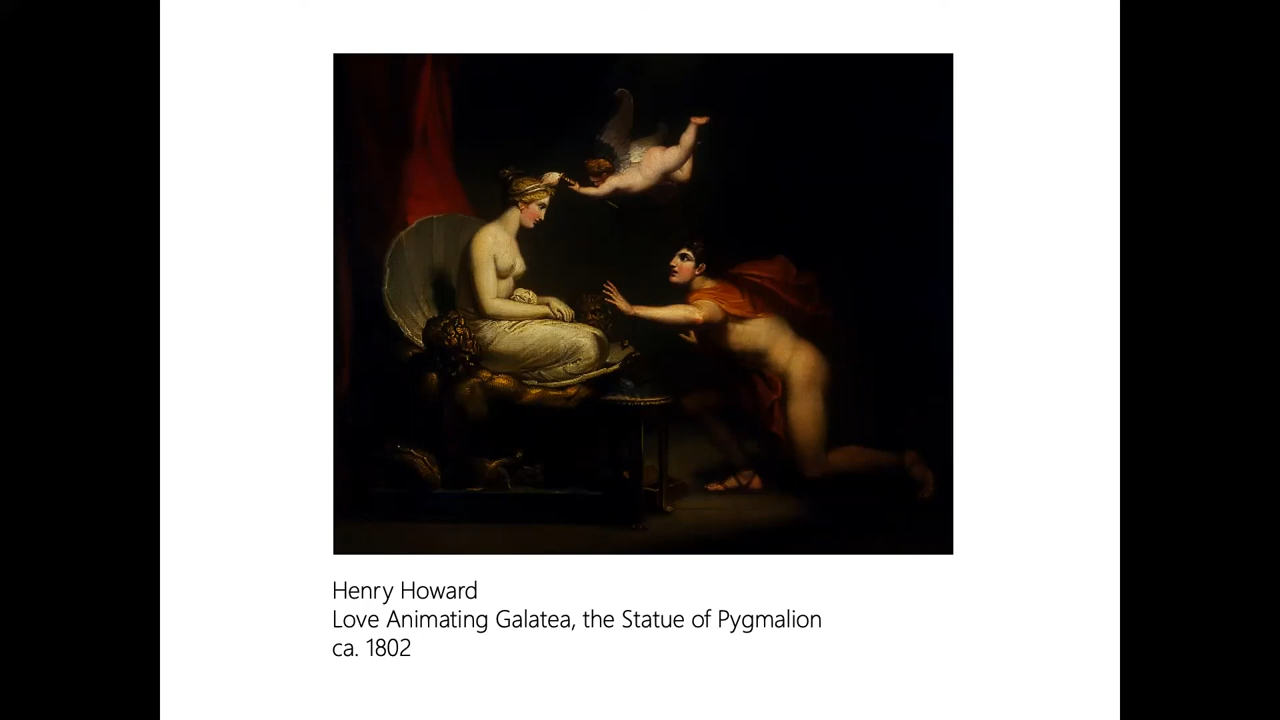 Henry Howard
Love Animating Galatea, the Statue of Pygmalion
ca. 1802